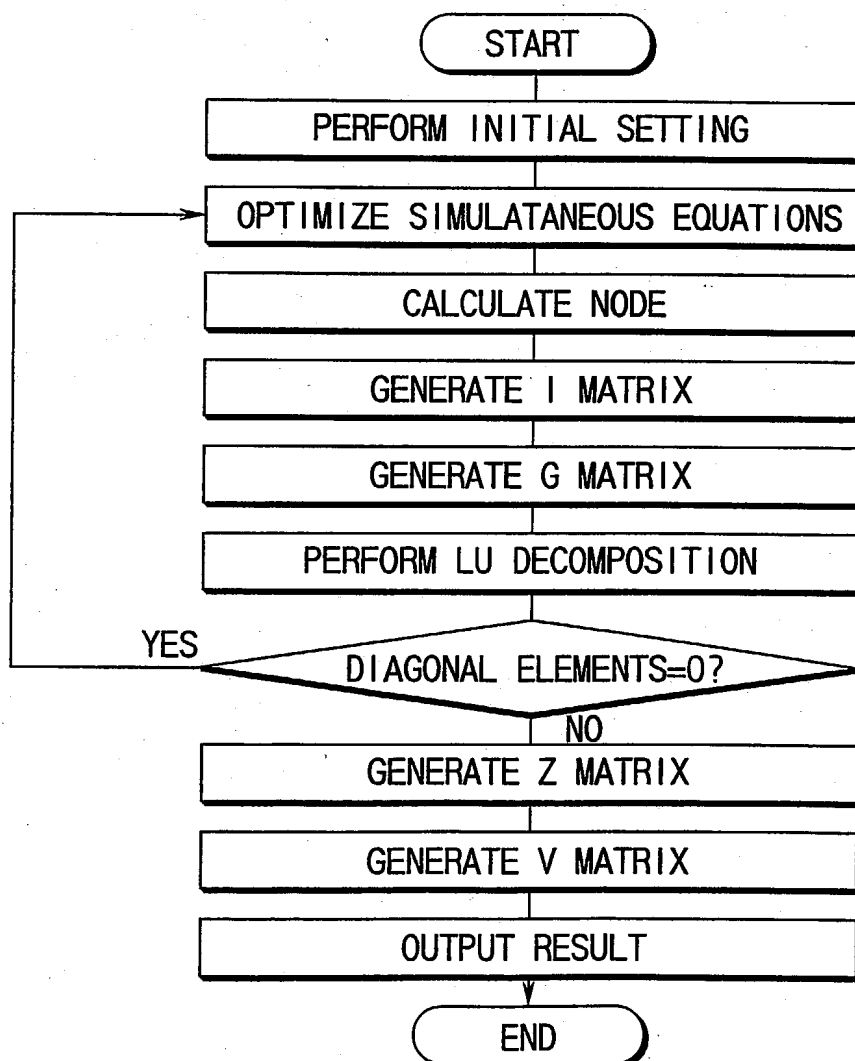 START
PERFORM INITIAL SETTING
OPTIMIZE SIMULATANEOUS EQUATIONS
CALCULATE NODE
GENERATE I MATRIX
GENERATE G MATRIX
PERFORM LU DECOMPOSITION
YES
DIAGONAL ELEMENTS=0?
NO
GENERATE Z MATRIX
GENERATE V MATRIX
OUTPUT RESULT
END